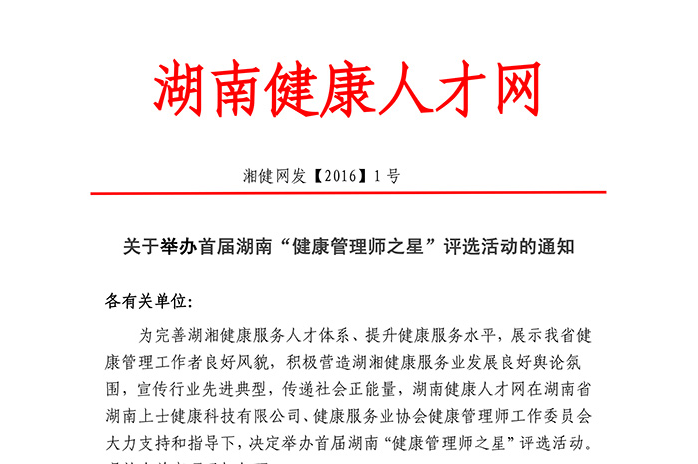 湖南健康人才网
湘健网发【2016】1号
关于举办首届湖南“健康管理师之星”评选活动的通知
各有关单位：
为完善湖湘健康服务人才体系、提升健康服务水平，展示我省健
康管理工作者良好风貌，积极营造湖湘健康服务业发展良好舆论氛
围，宣传行业先进典型，传递社会正能量，湖南健康人才网在湖南省
湖南上士健康科技有限公司、健康服务业协会健康管理师工作委员会
大力支持和指导下，决定举办首届湖南“健康管理师之星”评选活动。